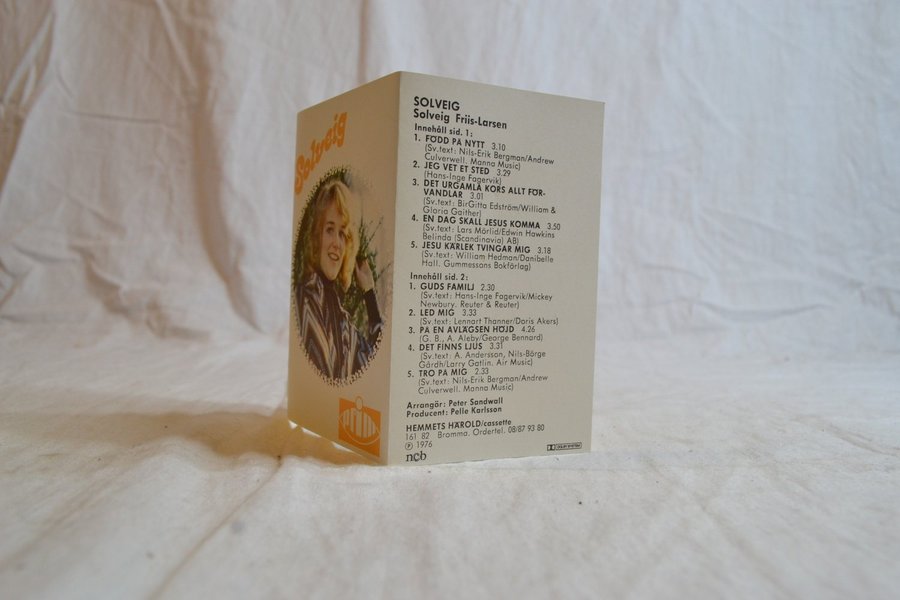 Solveig
prim
SOLVEIG
Solveig Friis-Larsen
Innehåll sid. 1:
1. FÖDD PÅ NYTT 3.10
(Sv.text: Nils-Erik Bergman/Andrew
Culverwell. Manna Music)
2. JEG VET ET STED 3.29
(Hans-Inge Fagervik)
3. DET URGAMLA KORS ALLT FÖR-
VANDLAR 3.01
(Sv.text: BirGitta Edström/William &
Gloria Gaither)
4. EN DAG SKALL JESUS KOMMA 3.50
(Sv.text: Lars Mörlid/Edwin Hawkins
Belinda (Scandinavia) AB)
5. JESU KÄRLEK TVINGAR MIG 3.18
(Sv.text: William Hedman/Danibelle
Hall. Gummessons Bokförlag)
Innehåll sid. 2:
1. GUDS FAMILJ 2.30
(Sv.text: Hans-Inge Fagervik/Mickey
Newbury. Reuter & Reuter)
2. LED MIG 3.33
(Sv.text: Lennart Thanner/Doris Akers)
3. PÅ EN AVLÄGSEN HÖJD 4.26
(G. B., A. Aleby/George Bennard)
4. DET FINNS LJUS 3.31
(Sv.text: A. Andersson, Nils-Börge
Gårdh/Larry Gatlin. Air Music)
5. TRO PÅ MIG 2.33
(Sv.text: Nils-Erik Bergman/Andrew
Culverwell. Manna Music)
Arrangör: Peter Sandwall
Producent: Pelle Karlsson
HEMMETS HÄROLD/cassette
161 82 Bromma. Ordertel. 08/87 93 80
℗ 1976
ncb
DOLBY SYSTEM